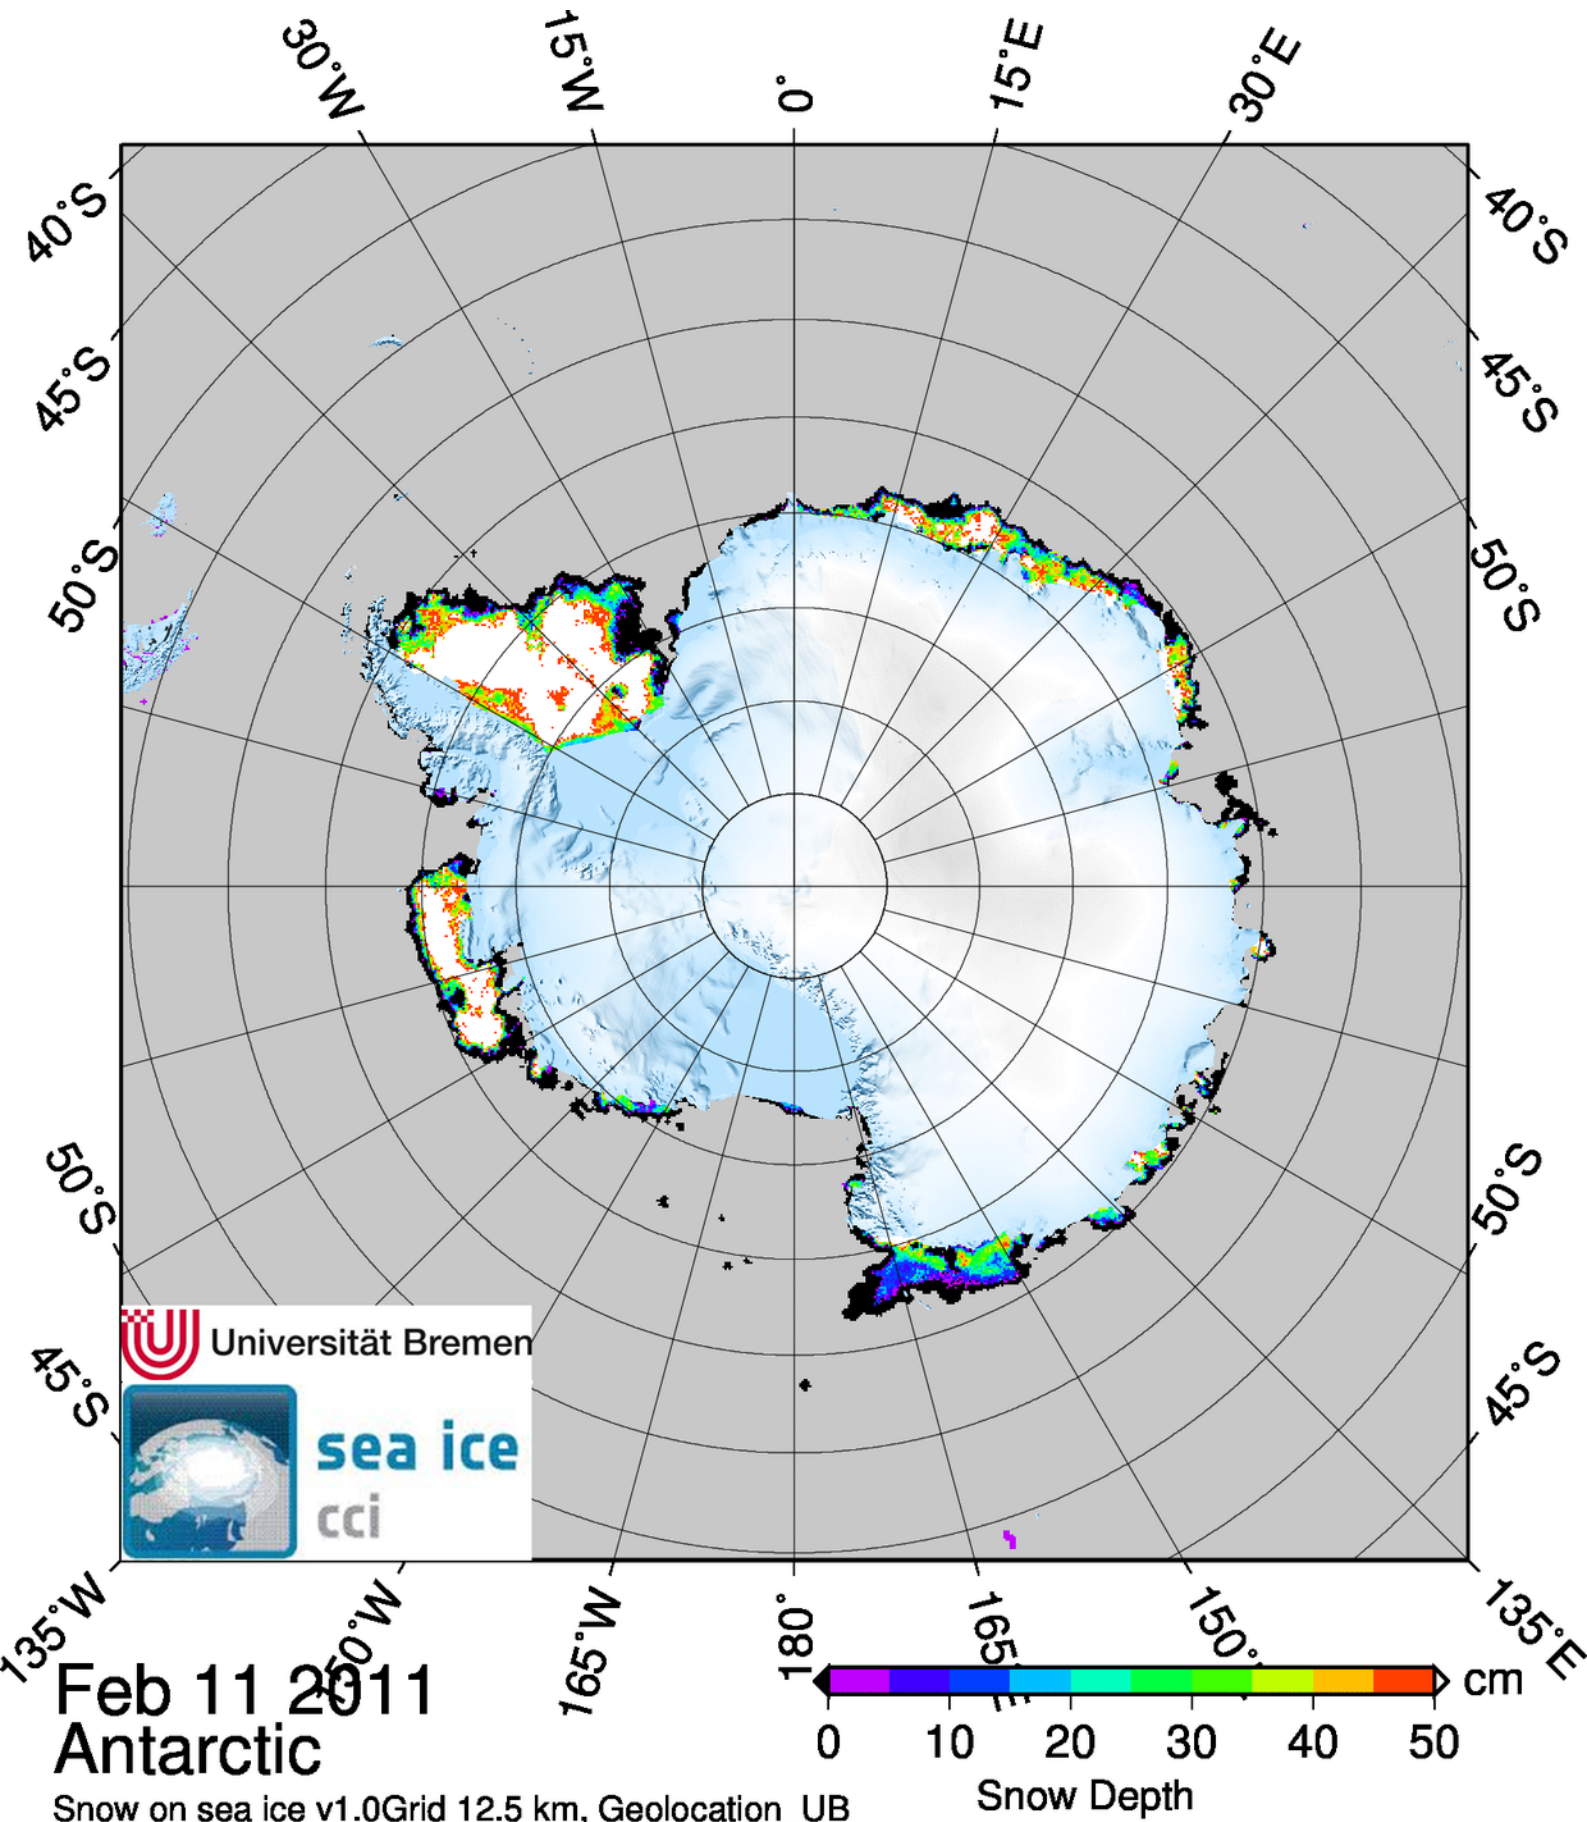 30°W 15°W 0° 15°E 30°E
40°S 40°S
45°S 45°S
50°S 50°S
50°S 50°S
45°S 45°S
Universität Bremen
sea ice
cci
135°W 50°W 165°W 180° 165 150° 135°E
Feb 11 2011
Antarctic
Snow on sea ice v1.0Grid 12.5 km, Geolocation UB
cm
0 10 20 30 40 50
Snow Depth